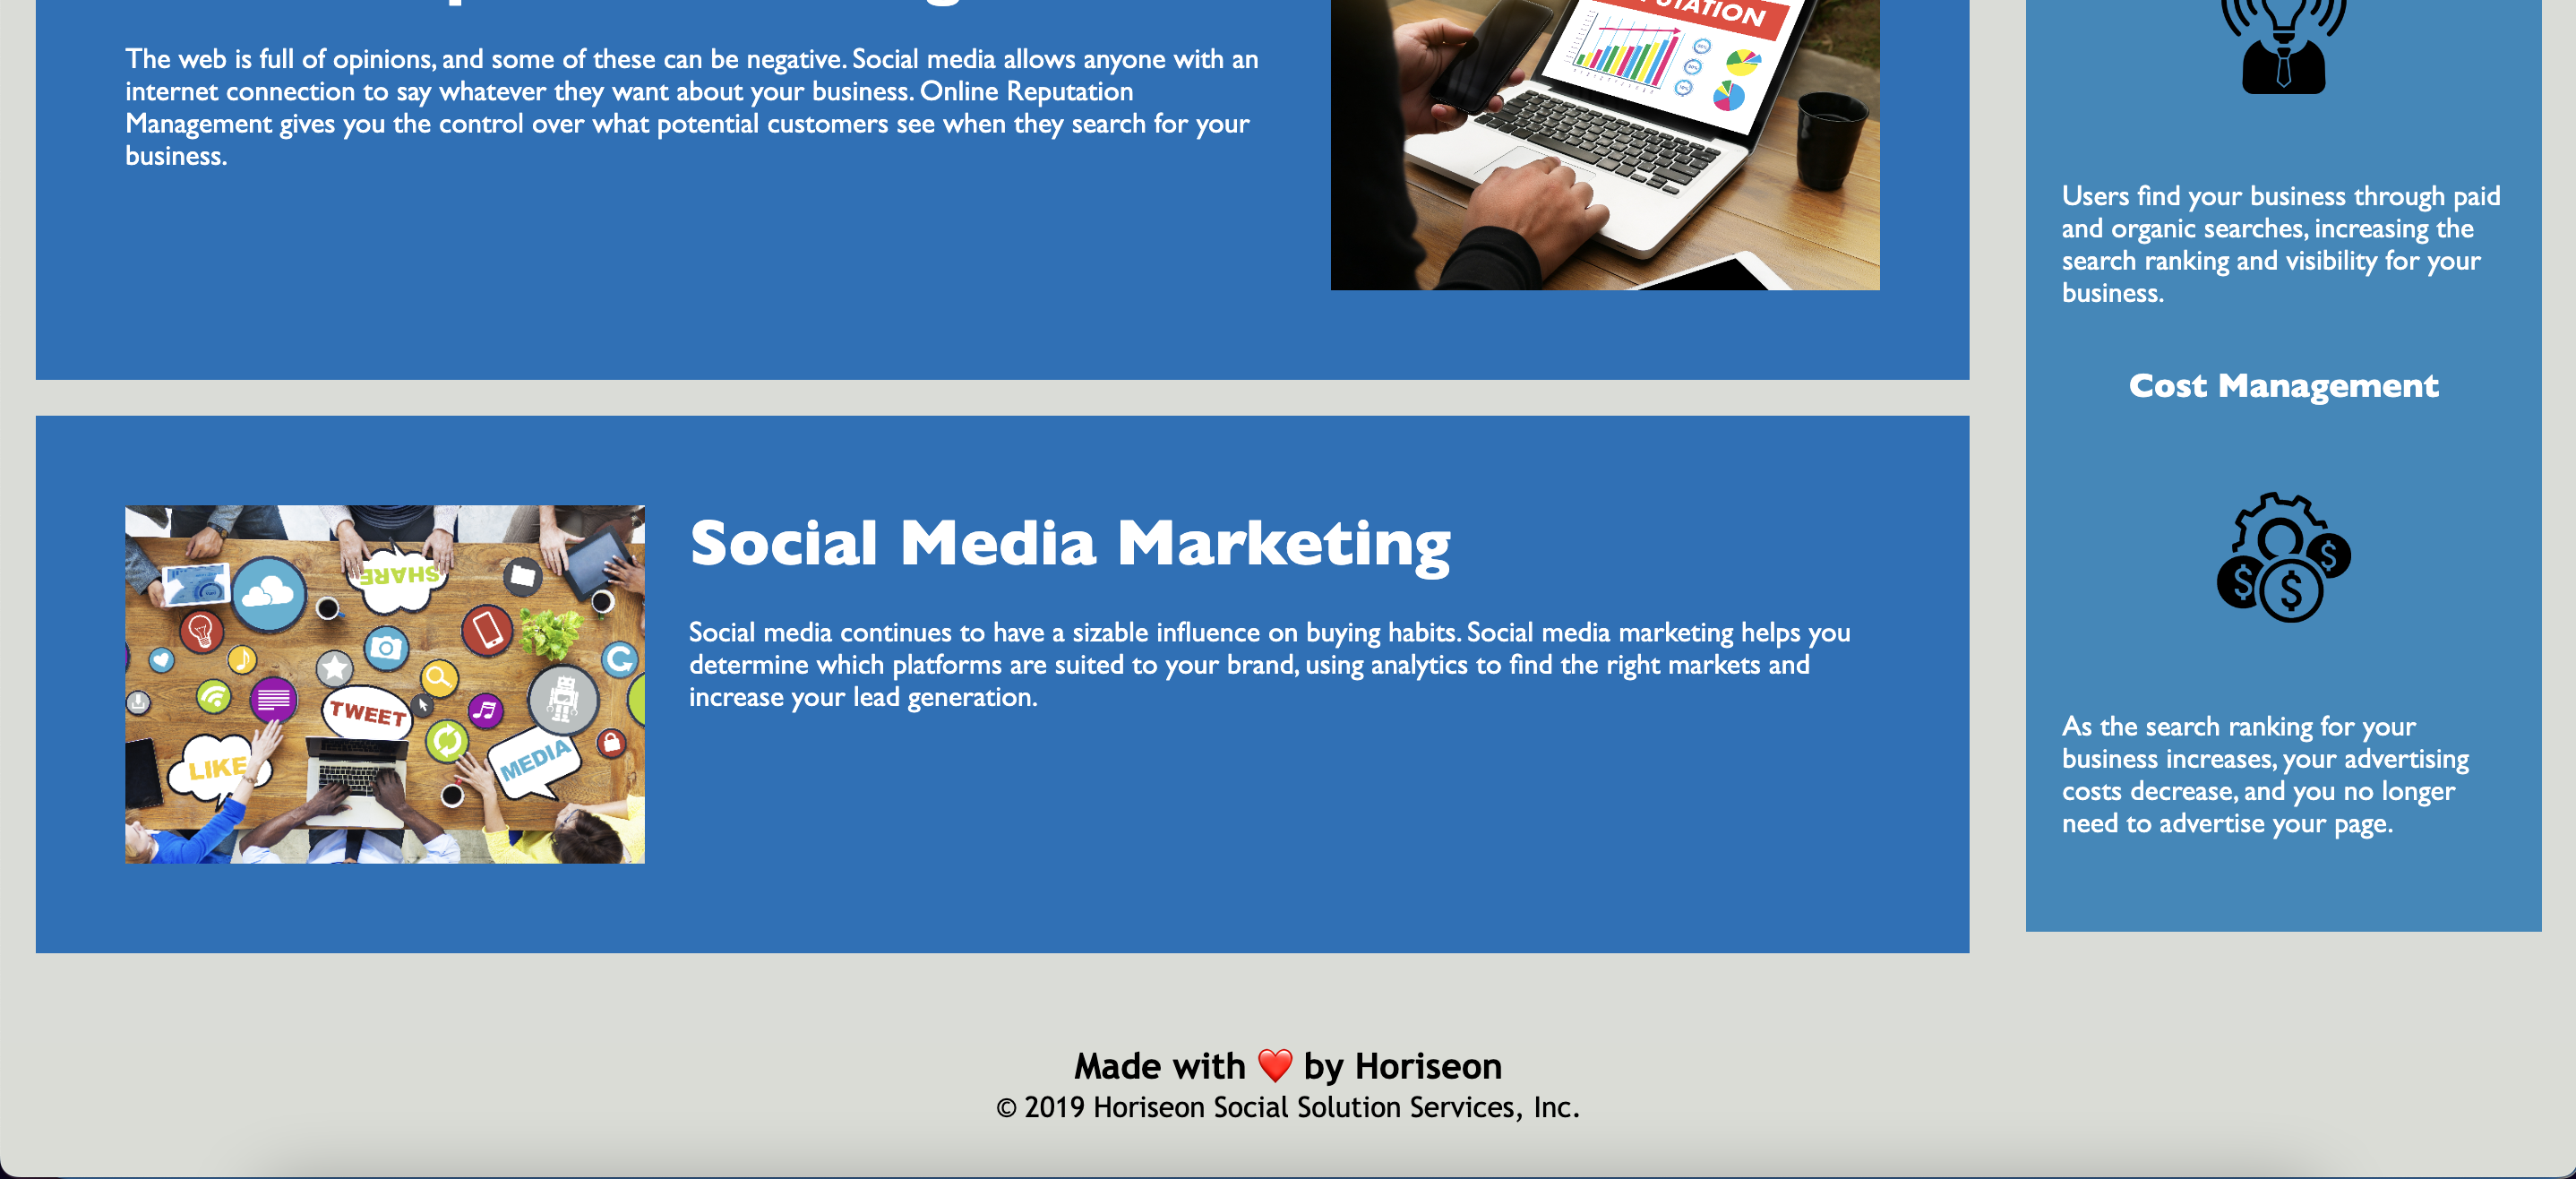 The web is full of opinions, and some of these can be negative. Social media allows anyone with an
internet connection to say whatever they want about your business. Online Reputation
Management gives you the control over what potential customers see when they search for your
business.
Social Media Marketing
Social media continues to have a sizable influence on buying habits. Social media marketing helps you
determine which platforms are suited to your brand, using analytics to find the right markets and
increase your lead generation.
SHARE
TWEET
LIKE
MEDIA
Users find your business through paid
and organic searches, increasing the
search ranking and visibility for your
business.
Cost Management
$ $ $
As the search ranking for your
business increases, your advertising
costs decrease, and you no longer
need to advertise your page.
Made with ❤️ by Horiseon
© 2019 Horiseon Social Solution Services, Inc.